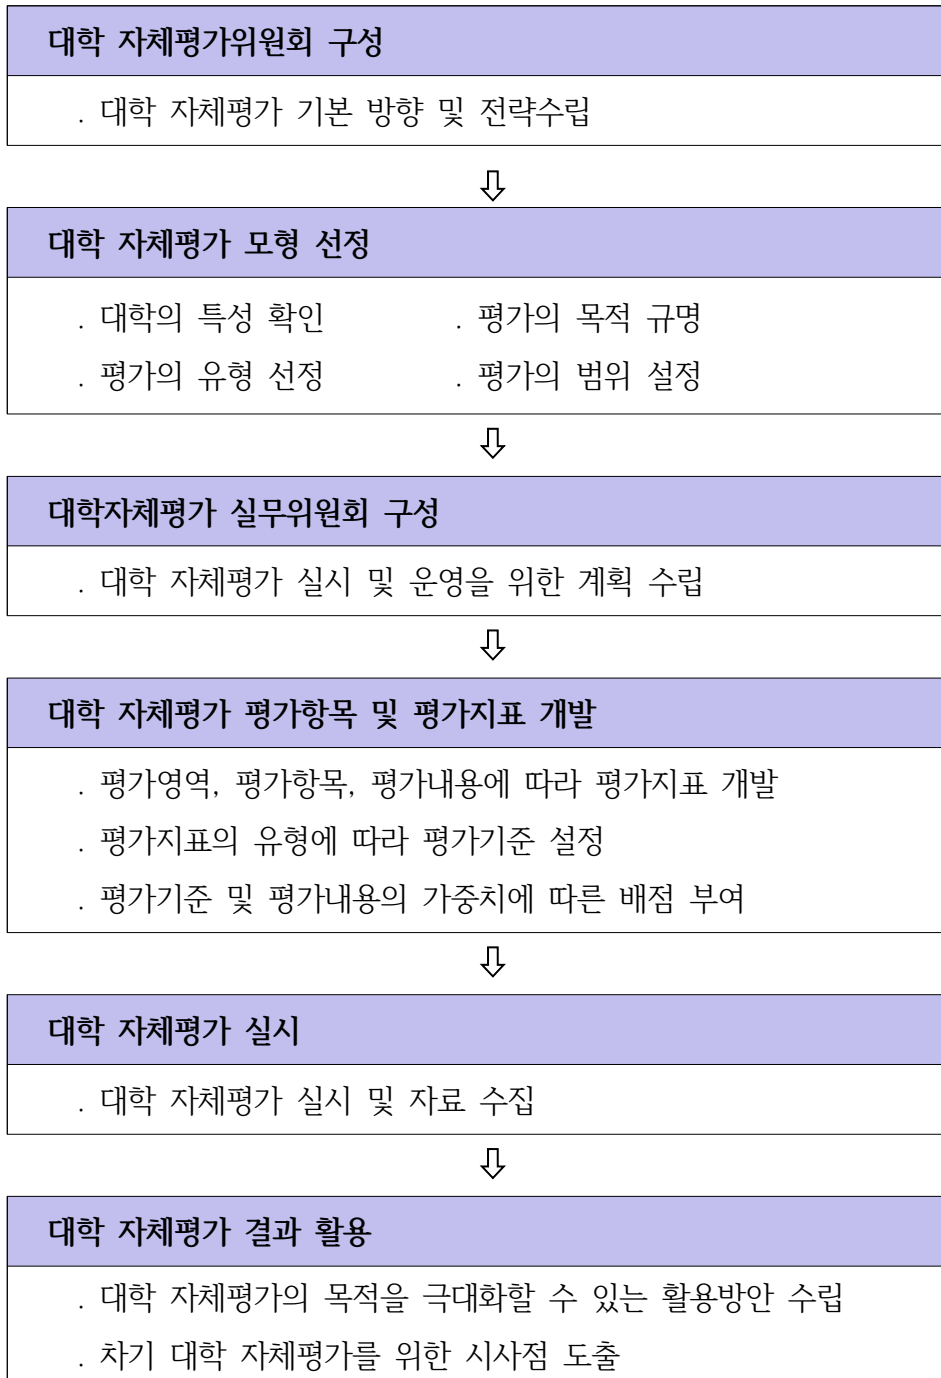 대학 자체평가위원회 구성
. 대학 자체평가 기본 방향 및 전략수립
대학 자체평가 모형 선정
. 대학의 특성 확인 . 평가의 목적 규명
. 평가의 유형 선정 . 평가의 범위 설정
대학자체평가 실무위원회 구성
. 대학 자체평가 실시 및 운영을 위한 계획 수립
대학 자체평가 평가항목 및 평가지표 개발
. 평가영역, 평가항목, 평가내용에 따라 평가지표 개발
. 평가지표의 유형에 따라 평가기준 설정
. 평가기준 및 평가내용의 가중치에 따른 배점 부여
대학 자체평가 실시
. 대학 자체평가 실시 및 자료 수집
대학 자체평가 결과 활용
. 대학 자체평가의 목적을 극대화할 수 있는 활용방안 수립
. 차기 대학 자체평가를 위한 시사점 도출